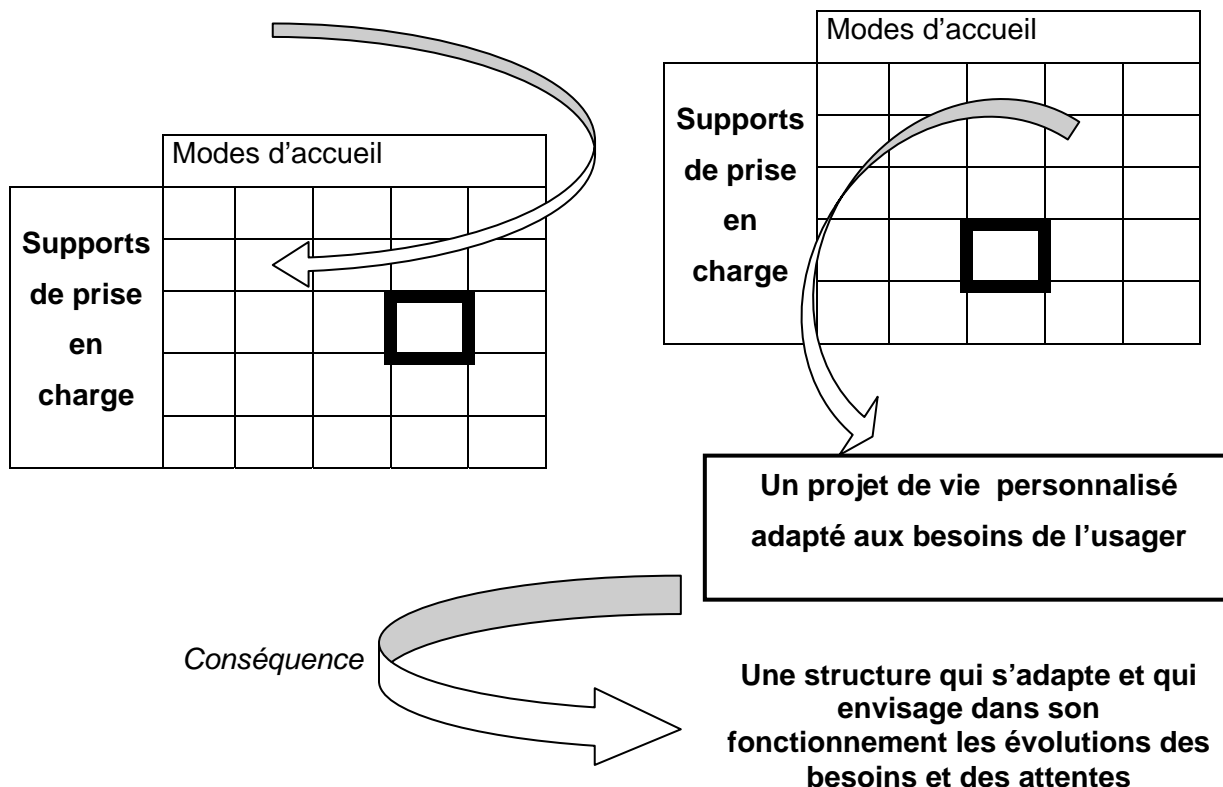 Modes d'accueil
Supports
de prise
en
charge
Modes d'accueil
Supports
de prise
en
charge
Un projet de vie  personnalisé
adapté aux besoins de l'usager
Conséquence
Une structure qui s'adapte et qui
envisage dans son
fonctionnement les évolutions des
besoins et des attentes